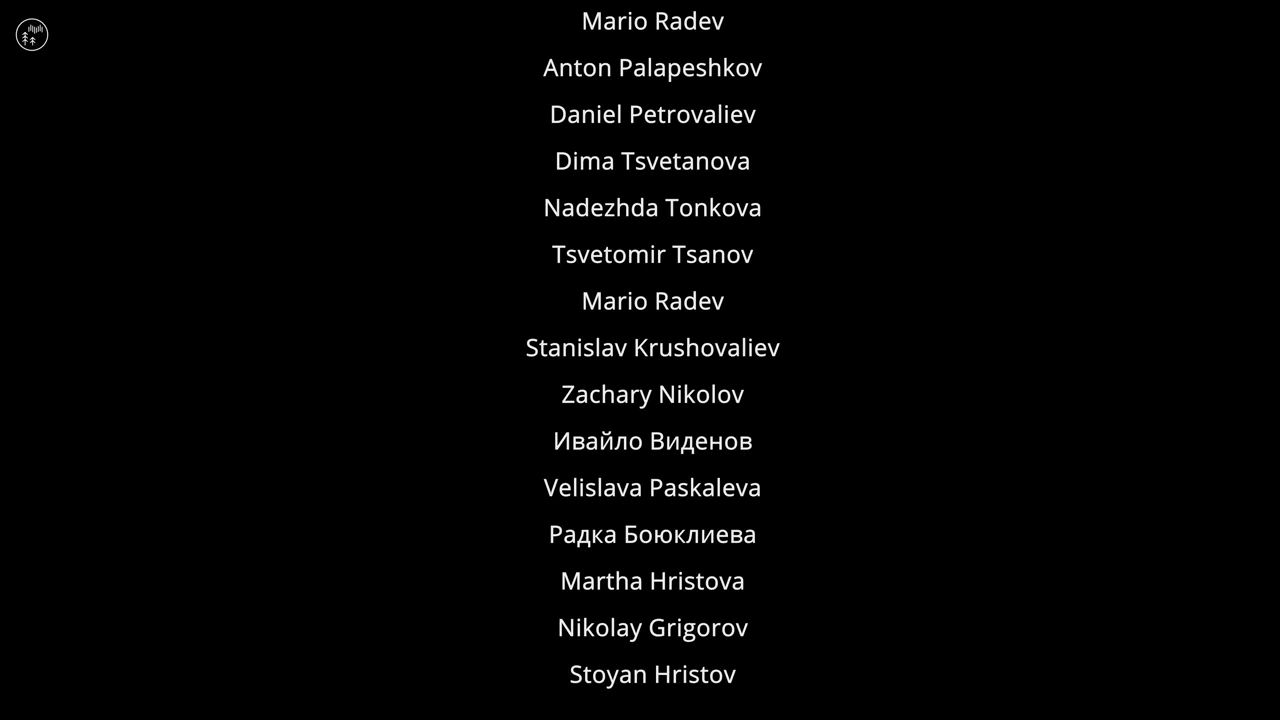 Mario Radev
Anton Palapeshkov
Daniel Petrovaliev
Dima Tsvetanova
Nadezhda Tonkova
Tsvetomir Tsanov
Mario Radev
Stanislav Krushovaliev
Zachary Nikolov
Ивайло Виденов
Velislava Paskaleva
Радка Боюклиева
Martha Hristova
Nikolay Grigorov
Stoyan Hristov